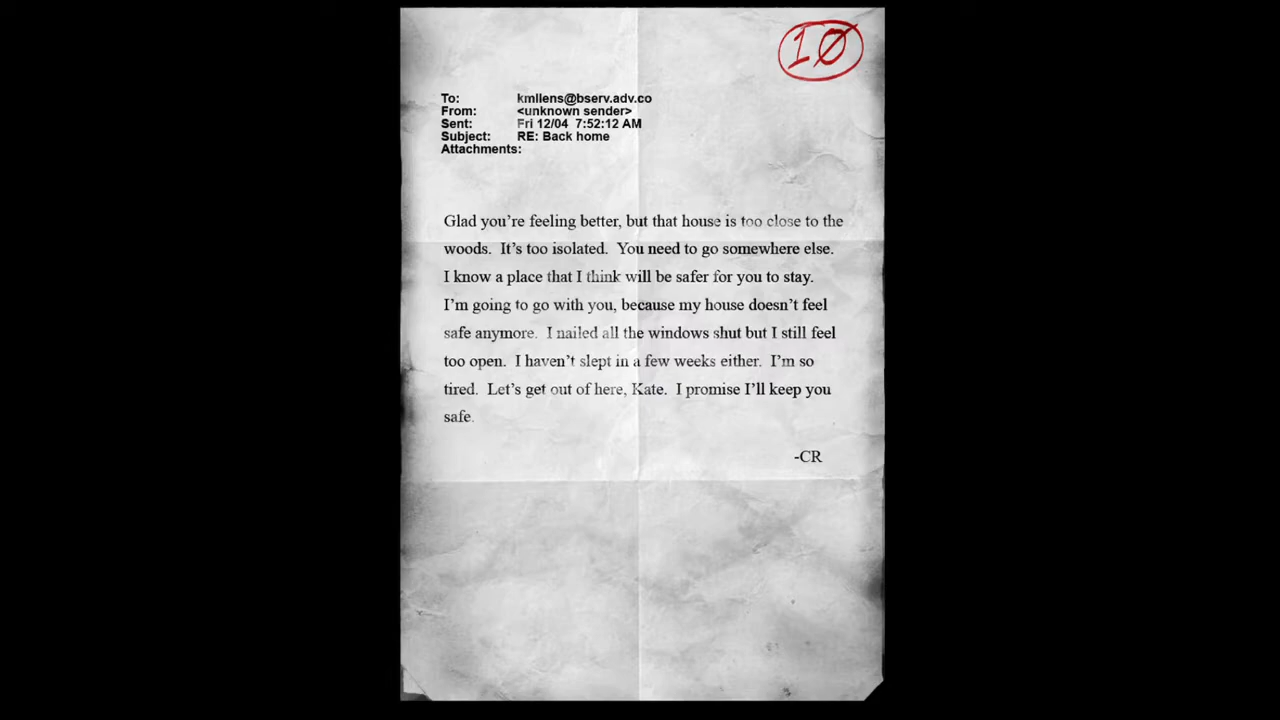 10
To: kmllens@bserv.adv.co
From: <unknown sender>
Sent: Fri 12/04 7:52:12 AM
Subject: RE: Back home
Attachments:
Glad you're feeling better, but that house is too close to the
woods. It's too isolated. You need to go somewhere else.
I know a place that I think will be safer for you to stay.
I'm going to go with you, because my house doesn't feel
safe anymore. I nailed all the windows shut but I still feel
too open. I haven't slept in a few weeks either. I'm so
tired. Let's get out of here, Kate. I promise I'll keep you
safe.
-CR